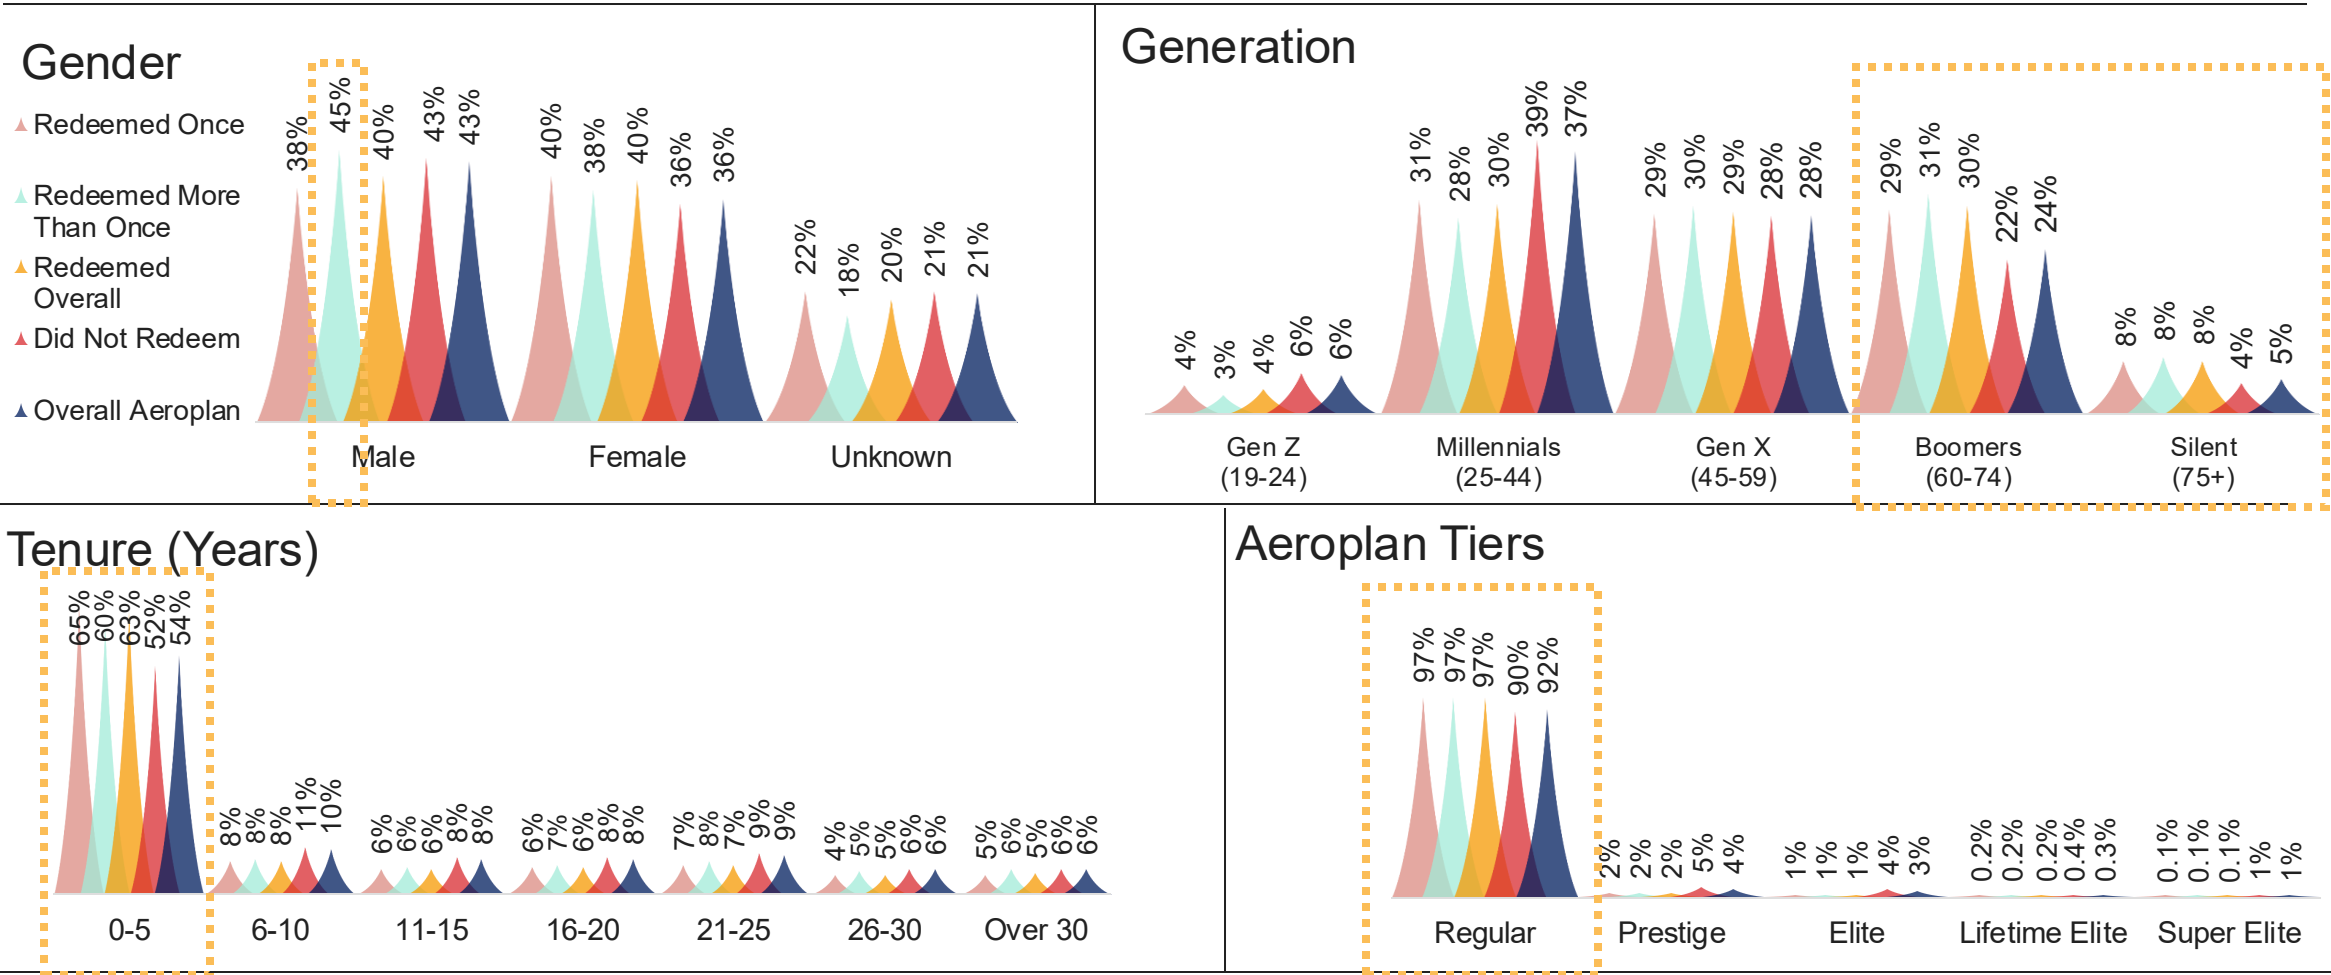 Gender
Redeemed Once
Redeemed More
Than Once
Redeemed
Overall
Did Not Redeem
Overall Aeroplan
38% 45% 40% 43% 43%
40% 38% 40% 36% 36%
22% 18% 20% 21% 21%
Male Female Unknown
Generation
4% 3% 4% 6% 6%
31% 28% 30% 39% 37%
29% 30% 29% 28% 28%
29% 31% 30% 22% 24%
8% 8% 8% 4% 5%
Gen Z Millennials Gen X Boomers Silent
(19-24) (25-44) (45-59) (60-74) (75+)
Tenure (Years)
65% 60% 63% 52% 54%
8% 8% 8% 11% 10%
6% 6% 6% 8% 8%
6% 7% 6% 8% 8%
7% 8% 7% 9% 9%
4% 5% 5% 6% 6%
5% 6% 5% 6% 6%
0-5 6-10 11-15 16-20 21-25 26-30 Over 30
Aeroplan Tiers
97% 97% 97% 90% 92%
2% 2% 2% 5% 4%
1% 1% 1% 4% 3%
0.2% 0.2% 0.2% 0.4% 0.3%
0.1% 0.1% 0.1% 1% 1%
Regular Prestige Elite Lifetime Elite Super Elite